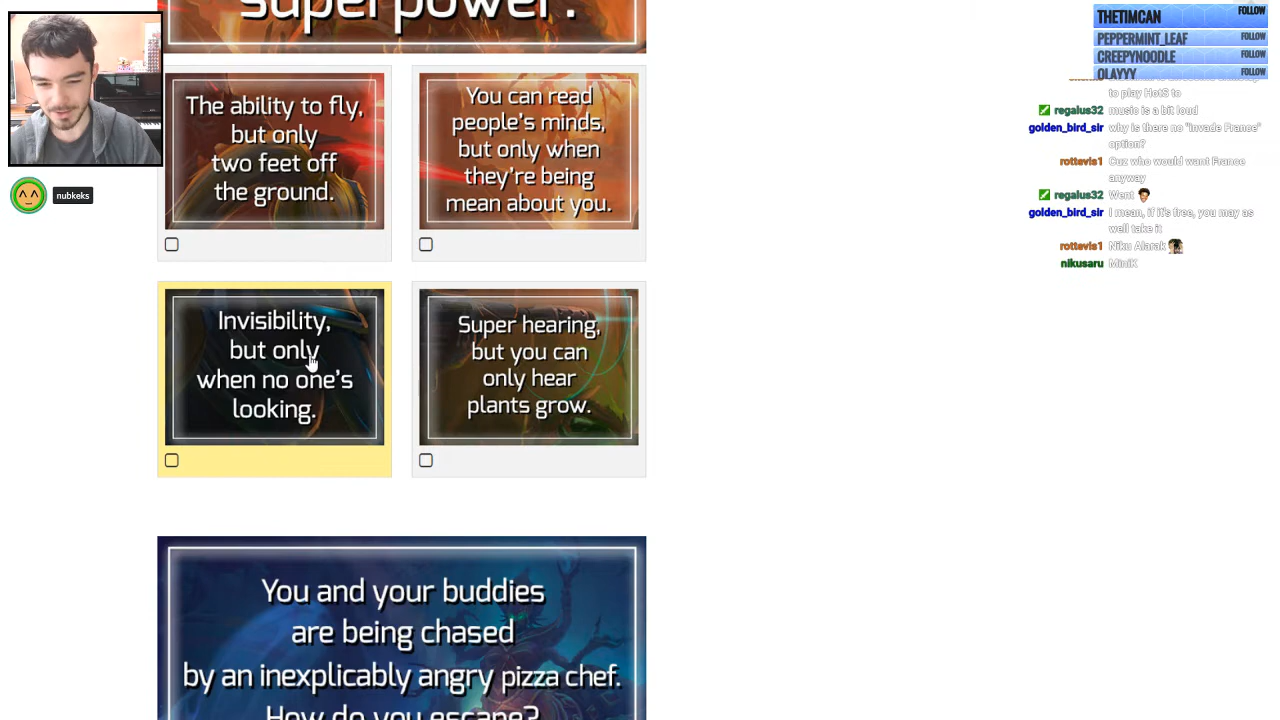 superpower.
The ability to fly,
but only
two feet off
the ground.
You can read
people's minds,
but only when
they're being
mean about you.
Invisibility,
but only
when no one's
looking.
Super hearing,
but you can
only hear
plants grow.
You and your buddies
are being chased
by an inexplicably angry pizza chef.
How do you escape?
nubkeks
THETIMCAN FOLLOW
PEPPERMINT_LEAF FOLLOW
CREEPYNOODLE FOLLOW
OLAYYY FOLLOW
to play HotS to
regalus32 music is a bit loud
golden_bird_sir why is there no "invade France"
option?
rottevis1 Cuz who would want France
anyway
regalus32 Went
golden_bird_sir I mean, if it's free, you may as
well take it
rottevis1 Niku Alarak
nikusaru MiniK